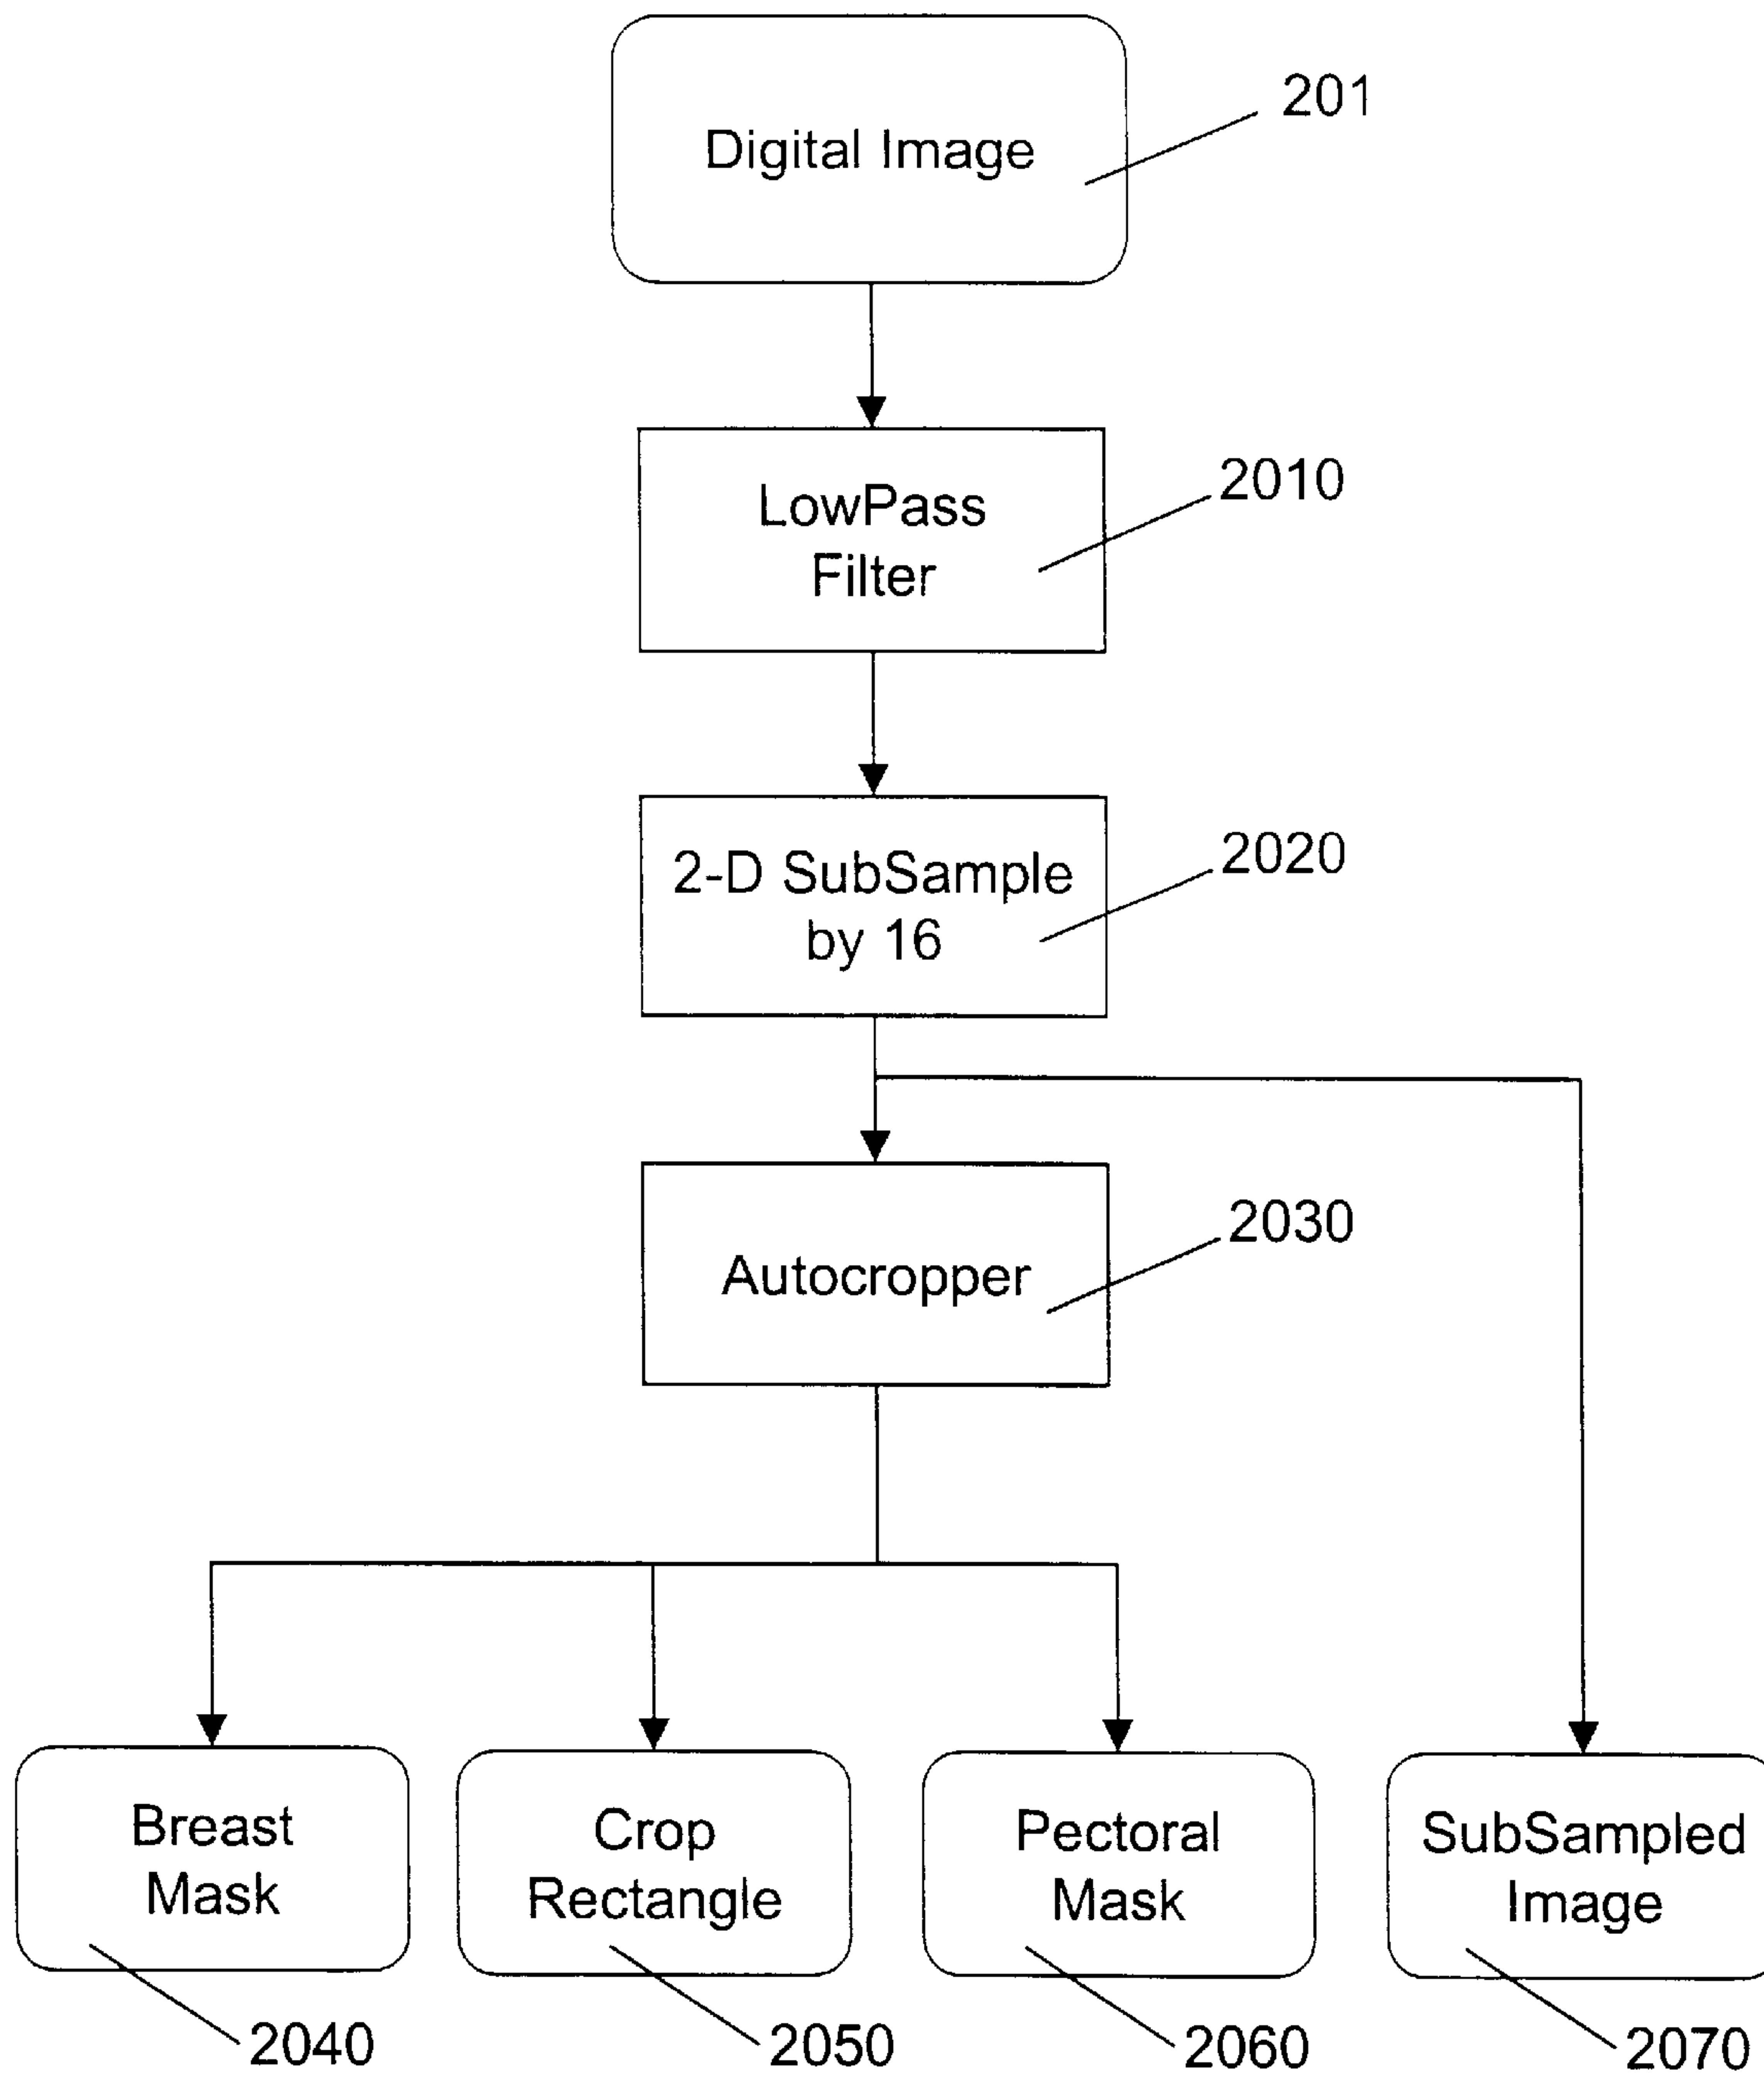 Digital Image
201
LowPass
Filter
2010
2-D SubSample
by 16
2020
Autocropper
2030
Breast
Mask
2040
Crop
Rectangle
2050
Pectoral
Mask
2060
SubSampled
Image
2070